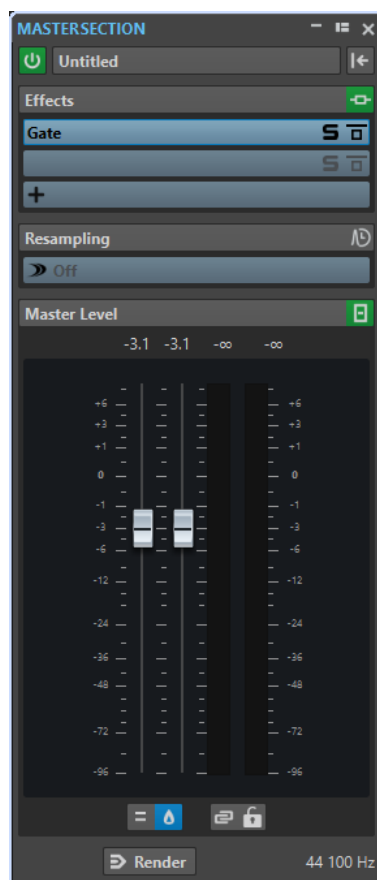 MASTERSECTION
Untitled
Effects
Gate S
S
+
Resampling
Off
Master Level
-3.1 -3.1 -∞ -∞
+6 +6
+3 +3
+1 +1
0 0
-1 -1
-3 -3
-6 -6
-12 -12
-24 -24
-36 -36
-48 -48
-72 -72
-96 -96
Render 44 100 Hz